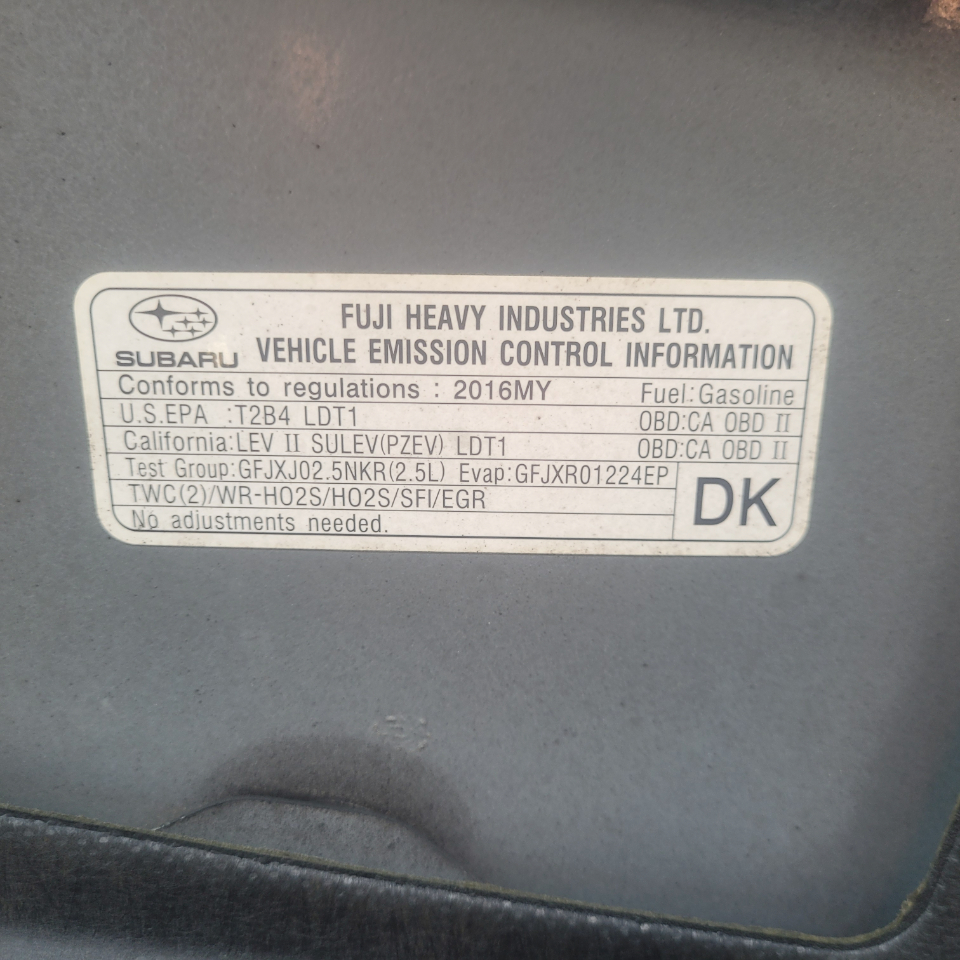 SUBARU
FUJI HEAVY INDUSTRIES LTD.
VEHICLE EMISSION CONTROL INFORMATION
Conforms to regulations : 2016MY Fuel:Gasoline
U.S.EPA :T2B4 LDT1 OBD:CA OBD II
California:LEV II SULEV(PZEV) LDT1 OBD:CA OBD II
Test Group:GFJXJ02.5NKR(2.5L) Evap:GFJXR01224EP
TWC(2)/WR-HO2S/HO2S/SFI/EGR
No adjustments needed.
DK